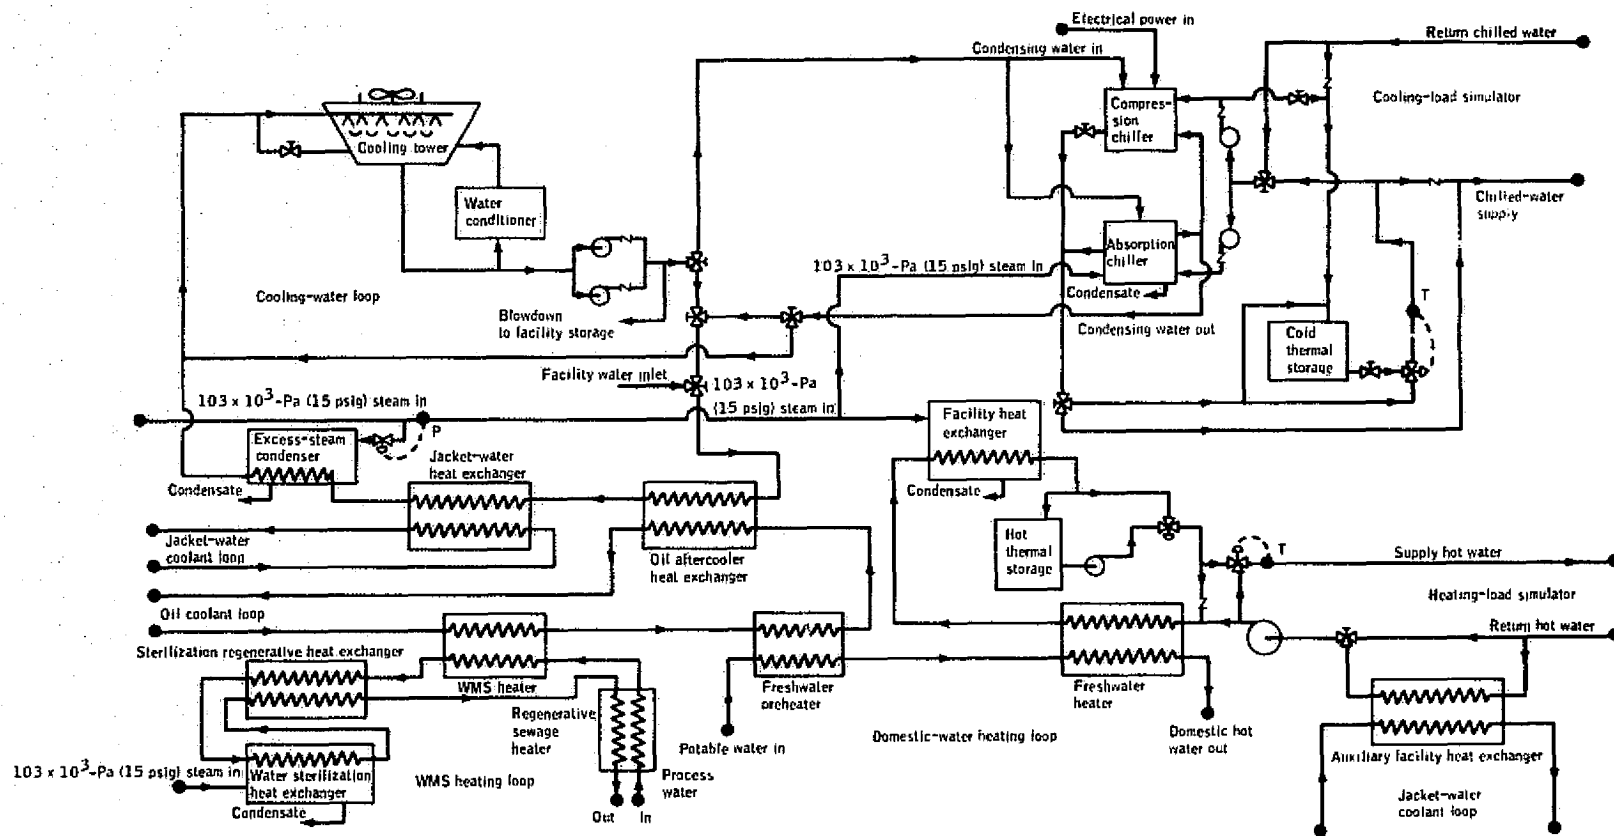 Electrical power in
Condensing water in
Return chilled water
Compres-
sion
chiller
Cooling-load simulator
Cooling tower
Water
conditioner
Chilled-water
supply
Absorption
chiller
103 x 10³-Pa (15 psig) steam in
Condensate
Cooling-water loop
Blowdown
to facility storage
Condensing water out
T
Cold
thermal
storage
Facility water inlet
103 x 10³-Pa
(15 psig) steam in
103 x 10³-Pa (15 psig) steam in
P
Excess-steam
condenser
Facility heat
exchanger
Jacket-water
heat exchanger
Condensate
Condensate
Jacket-water
coolant loop
Oil aftercooler
heat exchanger
Hot
thermal
storage
T
Supply hot water
Oil coolant loop
Heating-load simulator
Return hot water
Sterilization regenerative heat exchanger
WMS heater
Freshwater
preheater
Freshwater
heater
Regenerative
sewage
heater
Potable water in
Domestic-water heating loop
Domestic hot
water out
Auxiliary facility heat exchanger
103 x 10³-Pa (15 psig) steam in
Water sterilization
heat exchanger
WMS heating loop
Process
water
Condensate
Out
In
Jacket-water
coolant loop